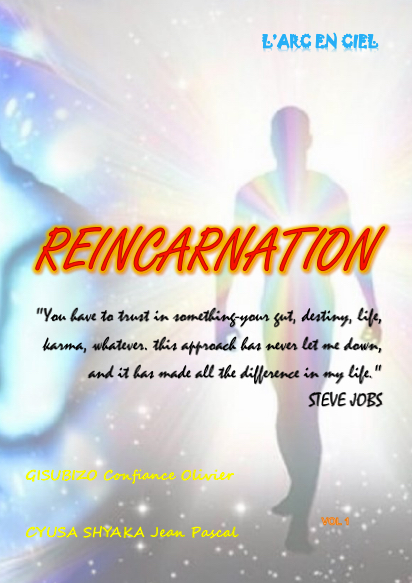 L'ARC EN CIEL
REINCARNATION
"You have to trust in something-your gut, destiny, life,
karma, whatever. this approach has never let me down,
and it has made all the difference in my life."
STEVE JOBS
GISUBIZO Confiance Olivier
VOL
CYUSA SHYAKA Jean Pascal